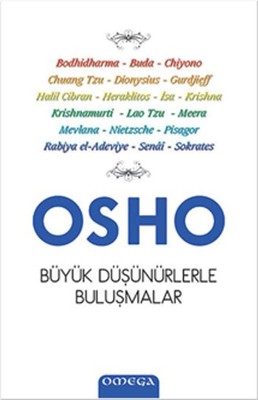 Bodhidharma - Buda - Chiyono
Chuang Tzu - Dionysius - Gurdjieff
Halil Cibran - Heraklitos - İsa - Krishna
Krishnamurti - Lao Tzu - Meera
Mevlana - Nietzsche - Pisagor
Rabiya el-Adeviye - Senâi - Sokrates
OSHO
BÜYÜK DÜŞÜNÜRLERLE
BULUŞMALAR
OMEGA